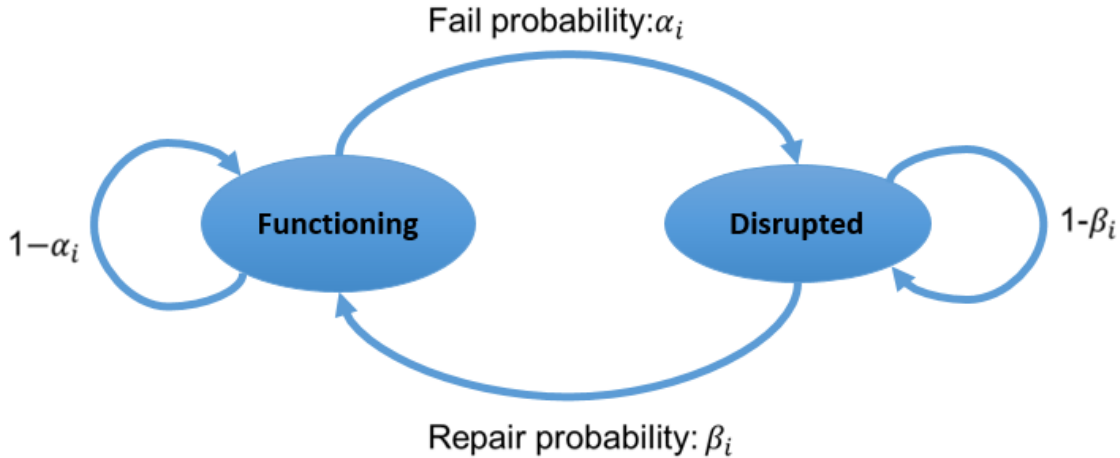 Fail probability:αᵢ
Functioning
Disrupted
1−αᵢ
1-βᵢ
Repair probability: βᵢ